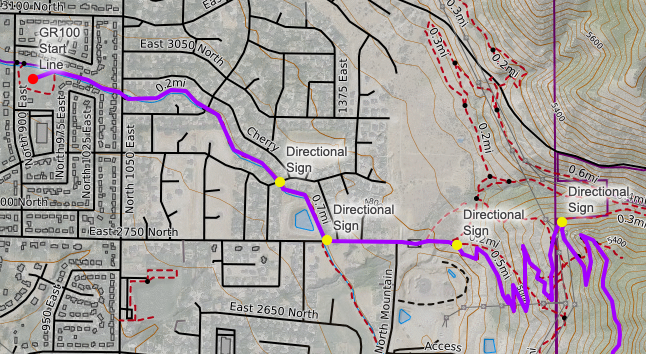 3100 North
GR100
Start
Line
East 3050 North
0.2mi
1375 East
North 900 East
North 975 East
North 1025 East
North 1050 East
Cherry
Directional
Sign
0.7mi
Directional
Sign
0.3mi
0.3mi
0.2mi
0.2mi
5600
5400
0.6mi
Directional
Sign
0.3mi
5400
Directional
Sign
0.2mi
0.5mi
00 North
East 2750 North
950 East
East 2650 North
North Mountain
Access